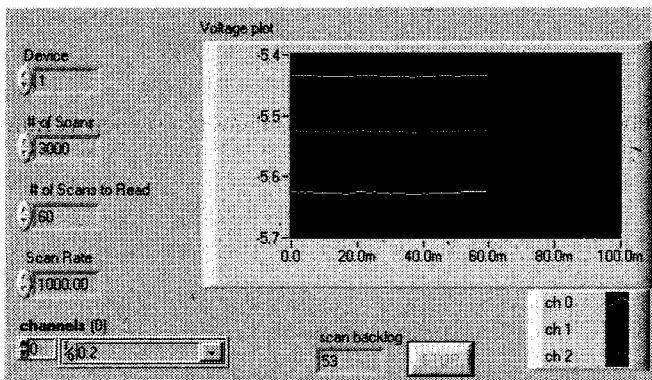 Voltage plot
Device
1
# of Scans
3000
# of Scans to Read
60
Scan Rate
1000.00
channels (0)
0
0:2
-5.4
-5.5
-5.6
-5.7
0.0 20.0m 40.0m 60.0m 80.0m 100.0m
scan backlog
53
STOP
ch 0
ch 1
ch 2